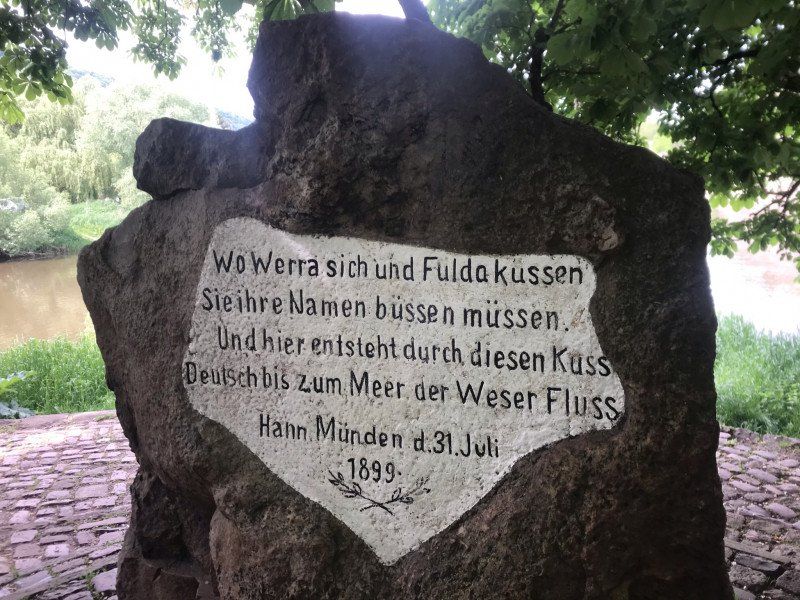 Wo Werra sich und Fulda küssen
Sie ihre Namen büssen müssen.
Und hier entsteht durch diesen Kuss
Deutsch bis zum Meer der Weser Fluss
Hann. Münden d. 31. Juli
1899.